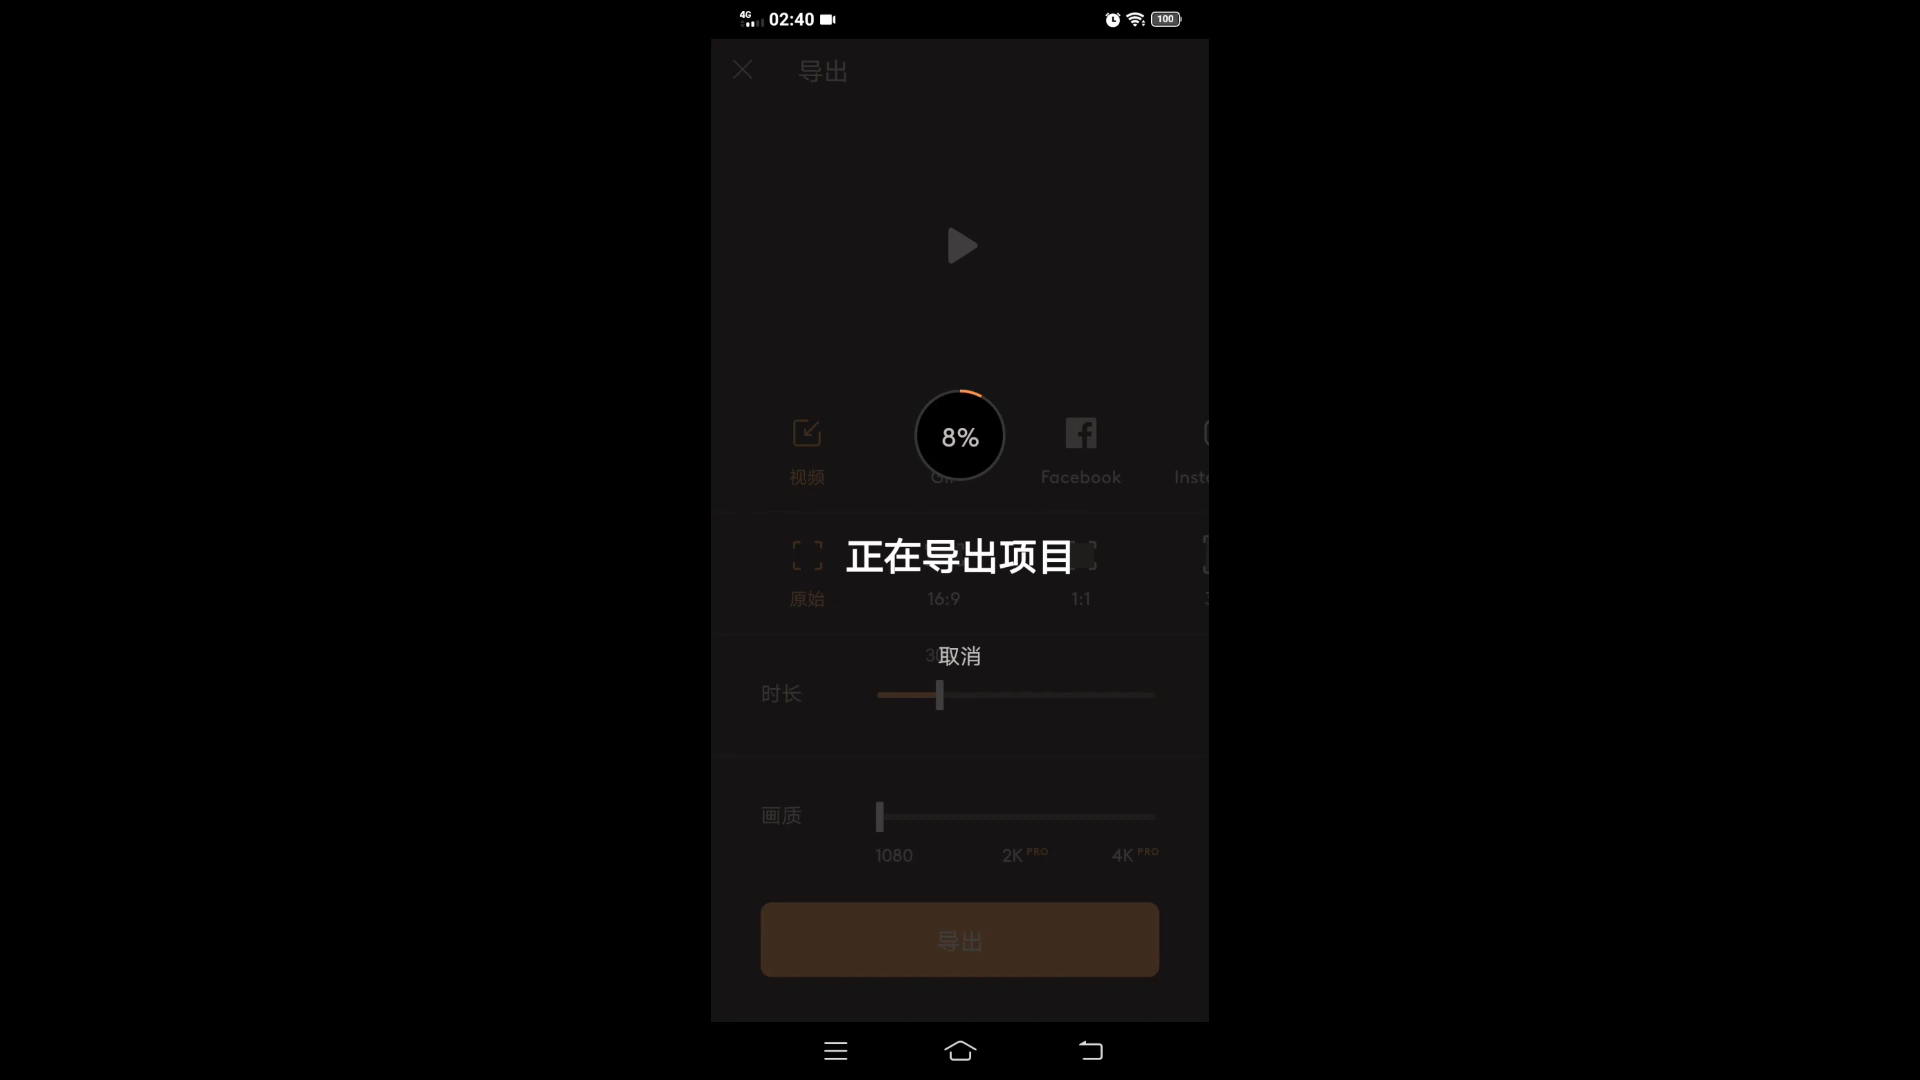 4G 02:40 100
导出
8%
视频 Facebook
正在导出项目
原始 16:9 1:1
取消
时长
画质
1080 2K PRO 4K PRO
导出